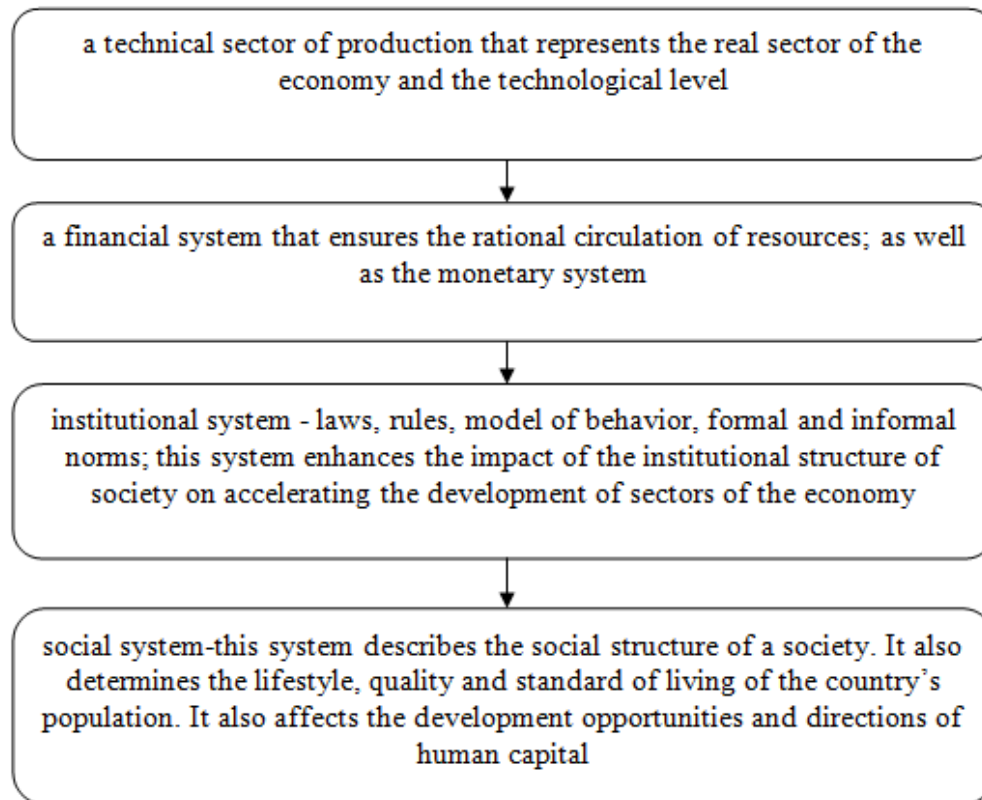 a technical sector of production that represents the real sector of the
economy and the technological level
a financial system that ensures the rational circulation of resources; as well
as the monetary system
institutional system - laws, rules, model of behavior, formal and informal
norms; this system enhances the impact of the institutional structure of
society on accelerating the development of sectors of the economy
social system-this system describes the social structure of a society. It also
determines the lifestyle, quality and standard of living of the country’s
population. It also affects the development opportunities and directions of
human capital